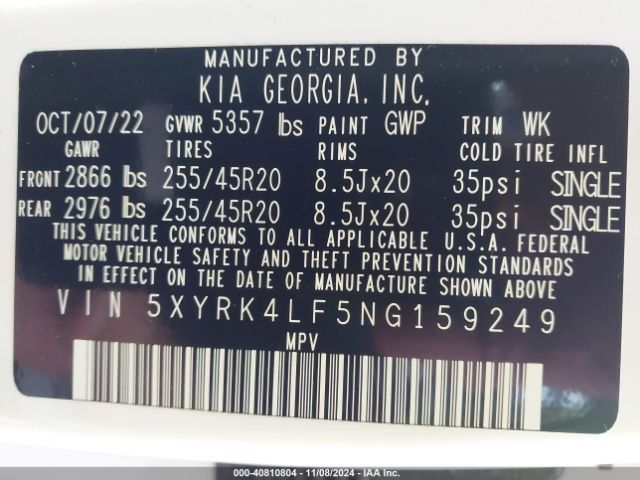 MANUFACTURED BY
KIA GEORGIA, INC.
OCT/07/22 GVWR 5357 lbs PAINT GWP TRIM WK
GAWR TIRES RIMS COLD TIRE INFL
FRONT 2866 lbs 255/45R20 8.5Jx20 35psi SINGLE
REAR 2976 lbs 255/45R20 8.5Jx20 35psi SINGLE
THIS VEHICLE CONFORMS TO ALL APPLICABLE U.S.A. FEDERAL
MOTOR VEHICLE SAFETY AND THEFT PREVENTION STANDARDS
IN EFFECT ON THE DATE OF MANUFACTURE SHOWN ABOVE
VIN 5XYRK4LF5NG159249
MPV
000-40810804 - 11/08/2024 - IAAI.COM